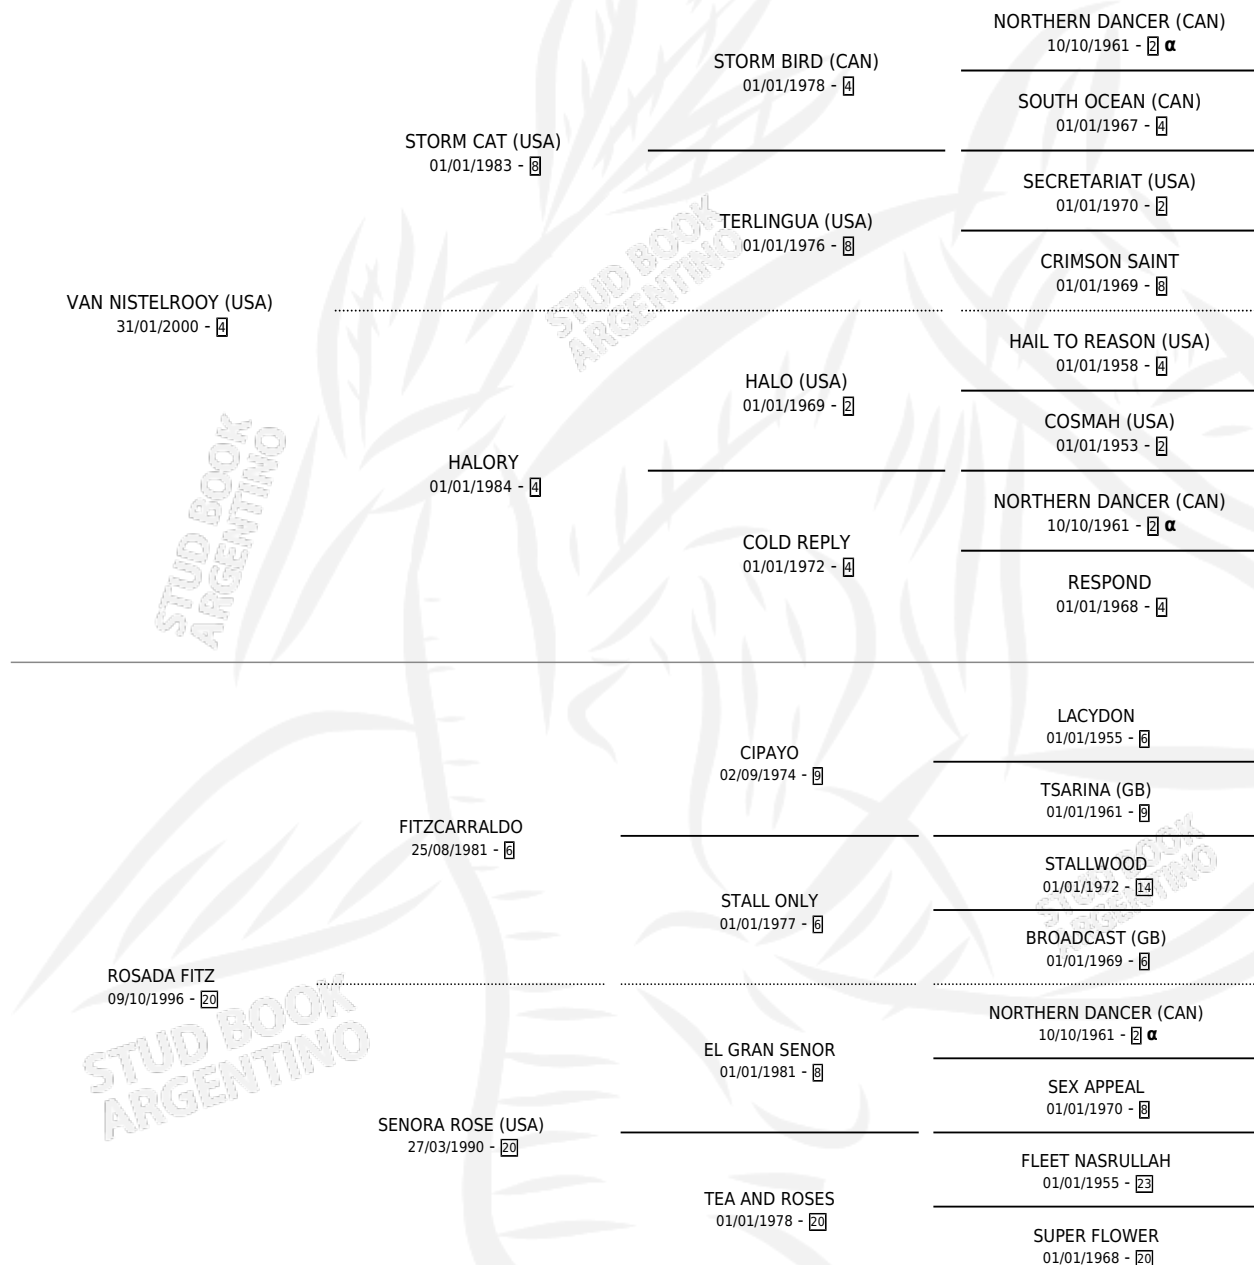 NORTHERN DANCER (CAN)
10/10/1961 - 2 α
STORM BIRD (CAN)
01/01/1978 - 4
SOUTH OCEAN (CAN)
01/01/1967 - 4
STORM CAT (USA)
01/01/1983 - 8
SECRETARIAT (USA)
01/01/1970 - 2
TERLINGUA (USA)
01/01/1976 - 8
CRIMSON SAINT
01/01/1969 - 8
VAN NISTELROOY (USA)
31/01/2000 - 4
HAIL TO REASON (USA)
01/01/1958 - 4
HALO (USA)
01/01/1969 - 2
COSMAH (USA)
01/01/1953 - 2
HALORY
01/01/1984 - 4
NORTHERN DANCER (CAN)
10/10/1961 - 2 α
COLD REPLY
01/01/1972 - 4
RESPOND
01/01/1968 - 4
LACYDON
01/01/1955 - 6
CIPAYO
02/09/1974 - 9
TSARINA (GB)
01/01/1961 - 9
FITZCARRALDO
25/08/1981 - 6
STALLWOOD
01/01/1972 - 14
STALL ONLY
01/01/1977 - 6
BROADCAST (GB)
01/01/1969 - 6
ROSADA FITZ
09/10/1996 - 20
NORTHERN DANCER (CAN)
10/10/1961 - 2 α
EL GRAN SENOR
01/01/1981 - 8
SEX APPEAL
01/01/1970 - 8
SENORA ROSE (USA)
27/03/1990 - 20
FLEET NASRULLAH
01/01/1955 - 23
TEA AND ROSES
01/01/1978 - 20
SUPER FLOWER
01/01/1968 - 20
STUD BOOK
ARGENTINO
STUD BOOK
ARGENTINO
STUD BOOK
ARGENTINO
STUD BOOK
ARGENTINO